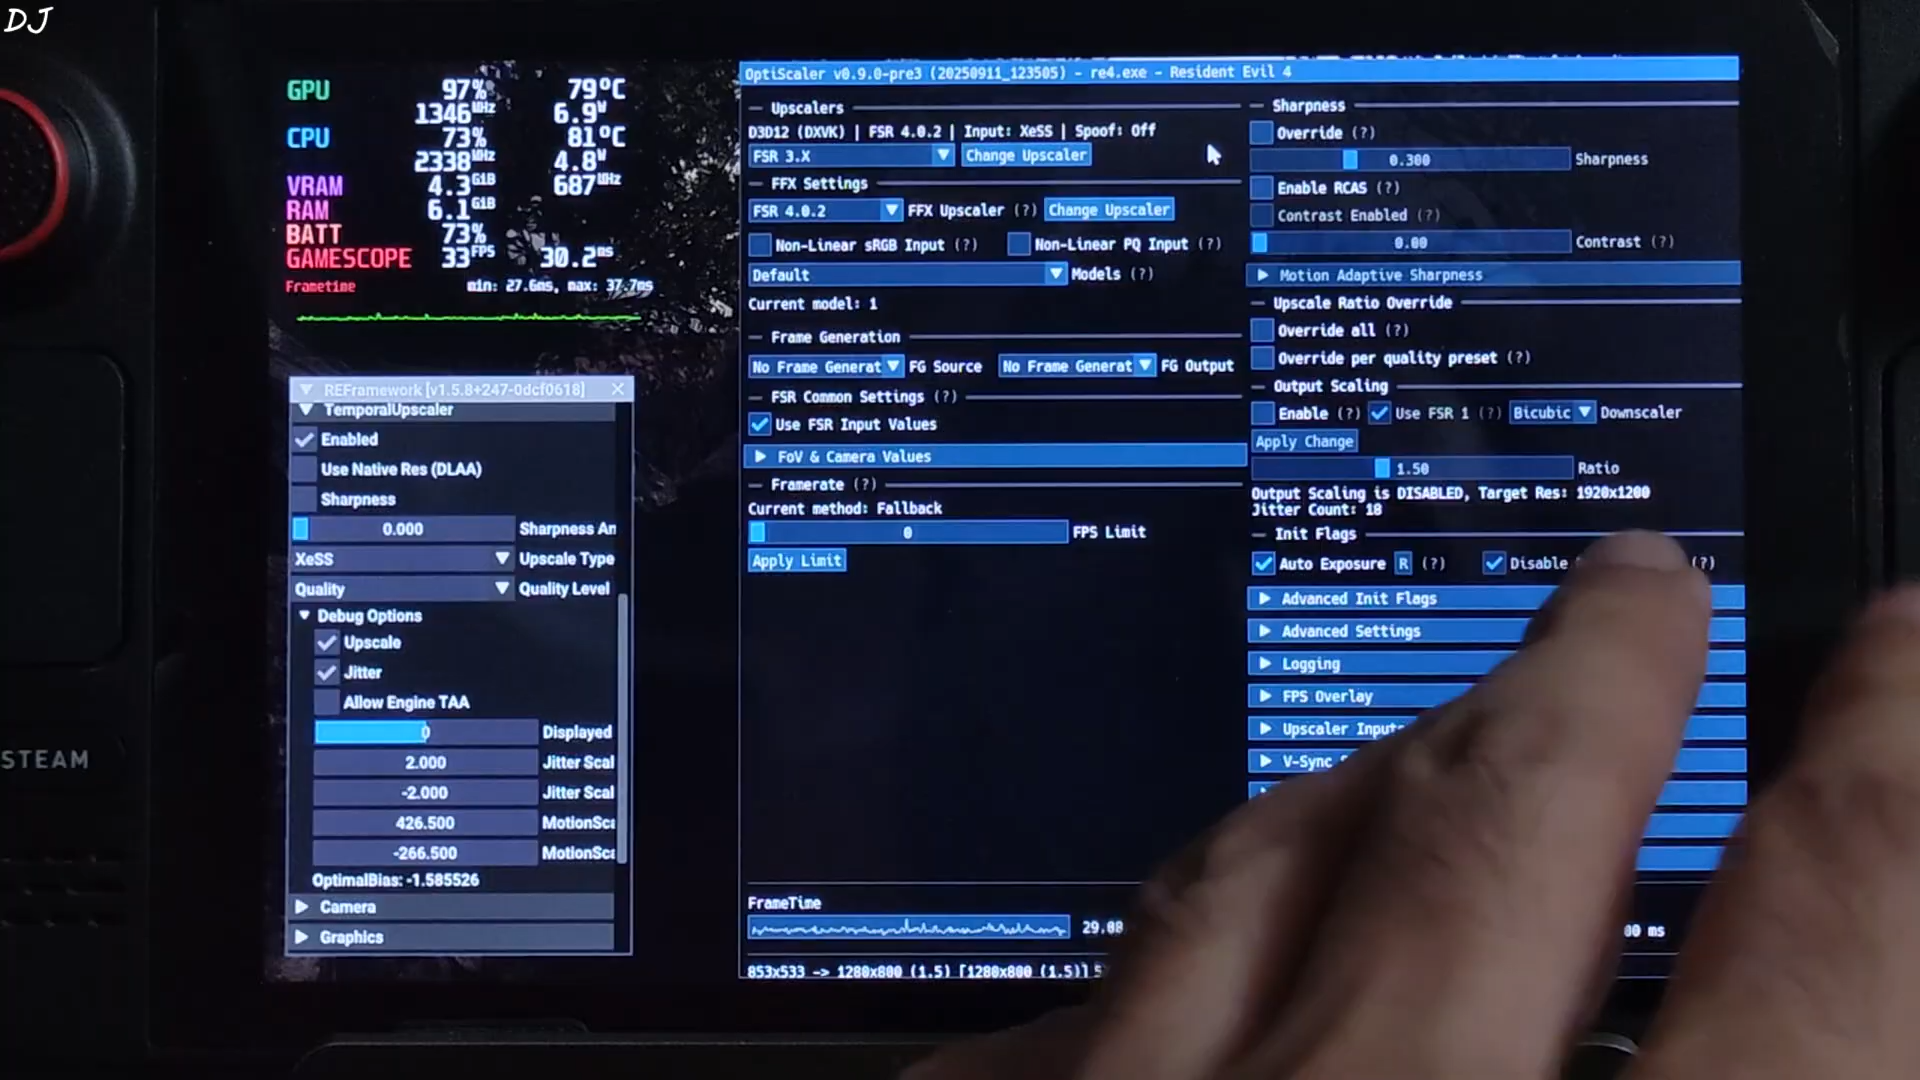 DJ
GPU 97% 79°C
1346MHz 6.9W
CPU 73% 81°C
2338MHz 4.8W
VRAM 4.3GiB 687MHz
RAM 6.1GiB
BATT 73%
GAMESCOPE 33FPS 30.2ms
Frametime min: 27.6ms, max: 37.7ms
REFramework [v1.5.8+247-0dcf0618]
TemporalUpscaler
Enabled
Use Native Res (DLAA)
Sharpness
0.000 Sharpness Am
XeSS Upscale Type
Quality Quality Level
Debug Options
Upscale
Jitter
Allow Engine TAA
0 Displayed
2.000 Jitter Scal
-2.000 Jitter Scal
426.500 MotionSca
-266.500 MotionSca
OptimalBias: -1.585526
Camera
Graphics
STEAM
OptiScaler v0.9.0-pre3 (20250911_123505) - re4.exe - Resident Evil 4
Upscalers
D3D12 (DXVK) | FSR 4.0.2 | Input: XeSS | Spoof: Off
FSR 3.X Change Upscaler
FFX Settings
FSR 4.0.2 FFX Upscaler (?) Change Upscaler
Non-Linear sRGB Input (?) Non-Linear PQ Input (?)
Default Models (?)
Current model: 1
Frame Generation
No Frame Generat FG Source No Frame Generat FG Output
FSR Common Settings (?)
Use FSR Input Values
FoV & Camera Values
Framerate (?)
Current method: Fallback
0 FPS Limit
Apply Limit
Sharpness
Override (?)
0.300 Sharpness
Enable RCAS (?)
Contrast Enabled (?)
0.00 Contrast (?)
Motion Adaptive Sharpness
Upscale Ratio Override
Override all (?)
Override per quality preset (?)
Output Scaling
Enable (?) Use FSR 1 (?) Bicubic Downscaler
Apply Change
1.50 Ratio
Output Scaling is DISABLED, Target Res: 1920x1200
Jitter Count: 18
Init Flags
Auto Exposure R (?) Disable (?)
Advanced Init Flags
Advanced Settings
Logging
FPS Overlay
Upscaler Inputs
V-Sync
FrameTime
29.08 00 ms
853x533 -> 1280x800 (1.5) [1280x800 (1.5)]